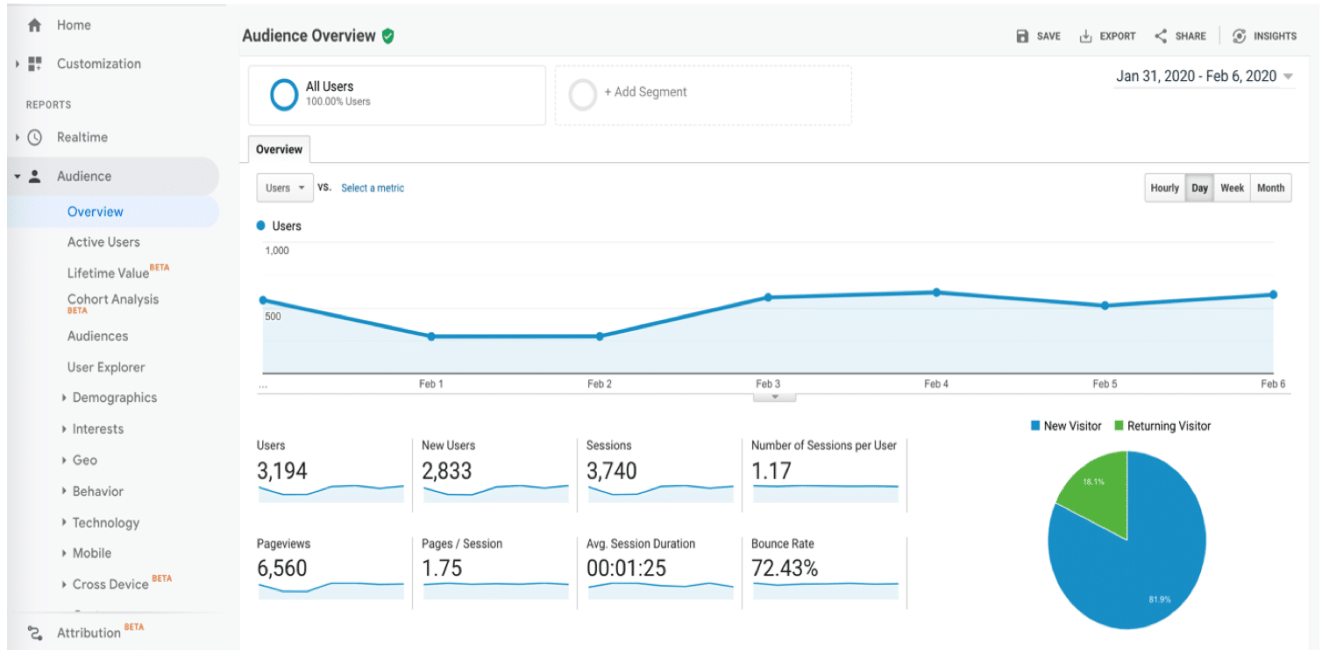 Home
Customization
REPORTS
Realtime
Audience
Overview
Active Users
Lifetime Value BETA
Cohort Analysis
BETA
Audiences
User Explorer
Demographics
Interests
Geo
Behavior
Technology
Mobile
Cross Device BETA
Attribution BETA
Audience Overview
SAVE EXPORT SHARE INSIGHTS
All Users
100.00% Users
+ Add Segment
Jan 31, 2020 - Feb 6, 2020
Overview
Users VS. Select a metric
Hourly Day Week Month
Users
1,000
500
... Feb 1 Feb 2 Feb 3 Feb 4 Feb 5 Feb 6
New Visitor Returning Visitor
Users New Users Sessions Number of Sessions per User
3,194 2,833 3,740 1.17
Pageviews Pages / Session Avg. Session Duration Bounce Rate
6,560 1.75 00:01:25 72.43%
18.1%
81.9%